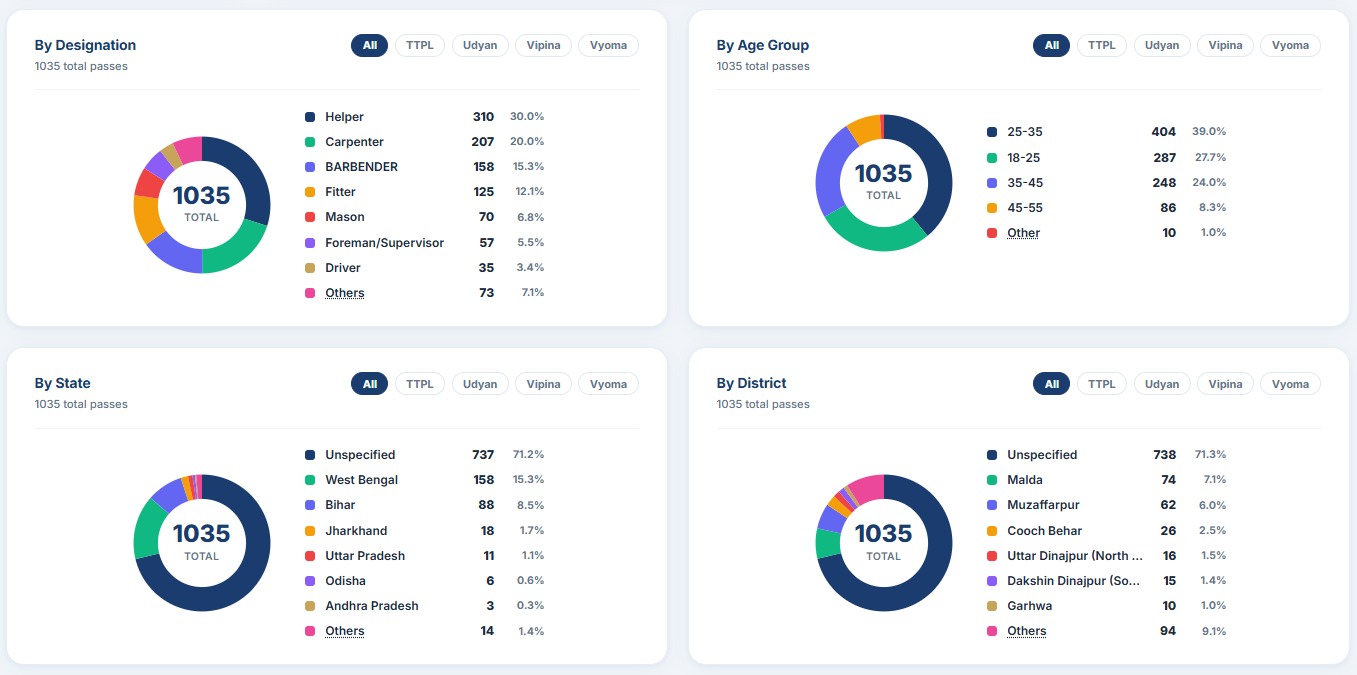 By Designation
All TTPL Udyan Vipina Vyoma
1035 total passes
1035
TOTAL
Helper 310 30.0%
Carpenter 207 20.0%
BARBENDER 158 15.3%
Fitter 125 12.1%
Mason 70 6.8%
Foreman/Supervisor 57 5.5%
Driver 35 3.4%
Others 73 7.1%
By Age Group
All TTPL Udyan Vipina Vyoma
1035 total passes
1035
TOTAL
25-35 404 39.0%
18-25 287 27.7%
35-45 248 24.0%
45-55 86 8.3%
Other 10 1.0%
By State
All TTPL Udyan Vipina Vyoma
1035 total passes
1035
TOTAL
Unspecified 737 71.2%
West Bengal 158 15.3%
Bihar 88 8.5%
Jharkhand 18 1.7%
Uttar Pradesh 11 1.1%
Odisha 6 0.6%
Andhra Pradesh 3 0.3%
Others 14 1.4%
By District
All TTPL Udyan Vipina Vyoma
1035 total passes
1035
TOTAL
Unspecified 738 71.3%
Malda 74 7.1%
Muzaffarpur 62 6.0%
Cooch Behar 26 2.5%
Uttar Dinajpur (North ... 16 1.5%
Dakshin Dinajpur (So... 15 1.4%
Garhwa 10 1.0%
Others 94 9.1%